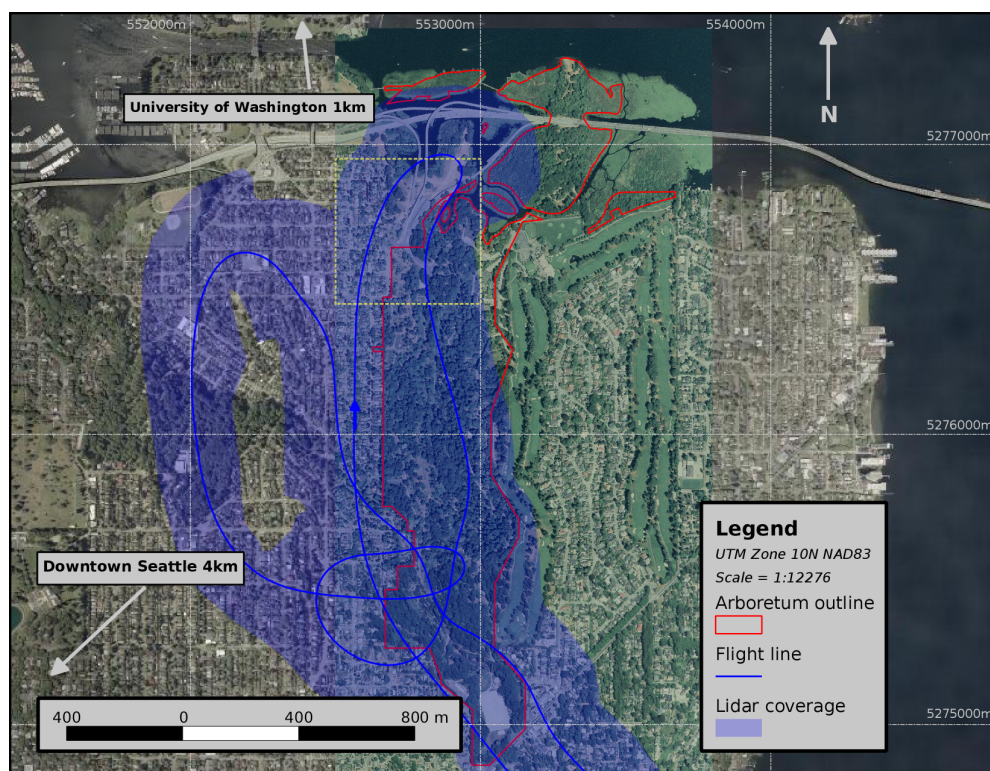 552000m
553000m
554000m
University of Washington 1km
N
5277000m
5276000m
Legend
UTM Zone 10N NAD83
Scale = 1:12276
Arboretum outline
Flight line
Lidar coverage
Downtown Seattle 4km
5275000m
400 0 400 800 m